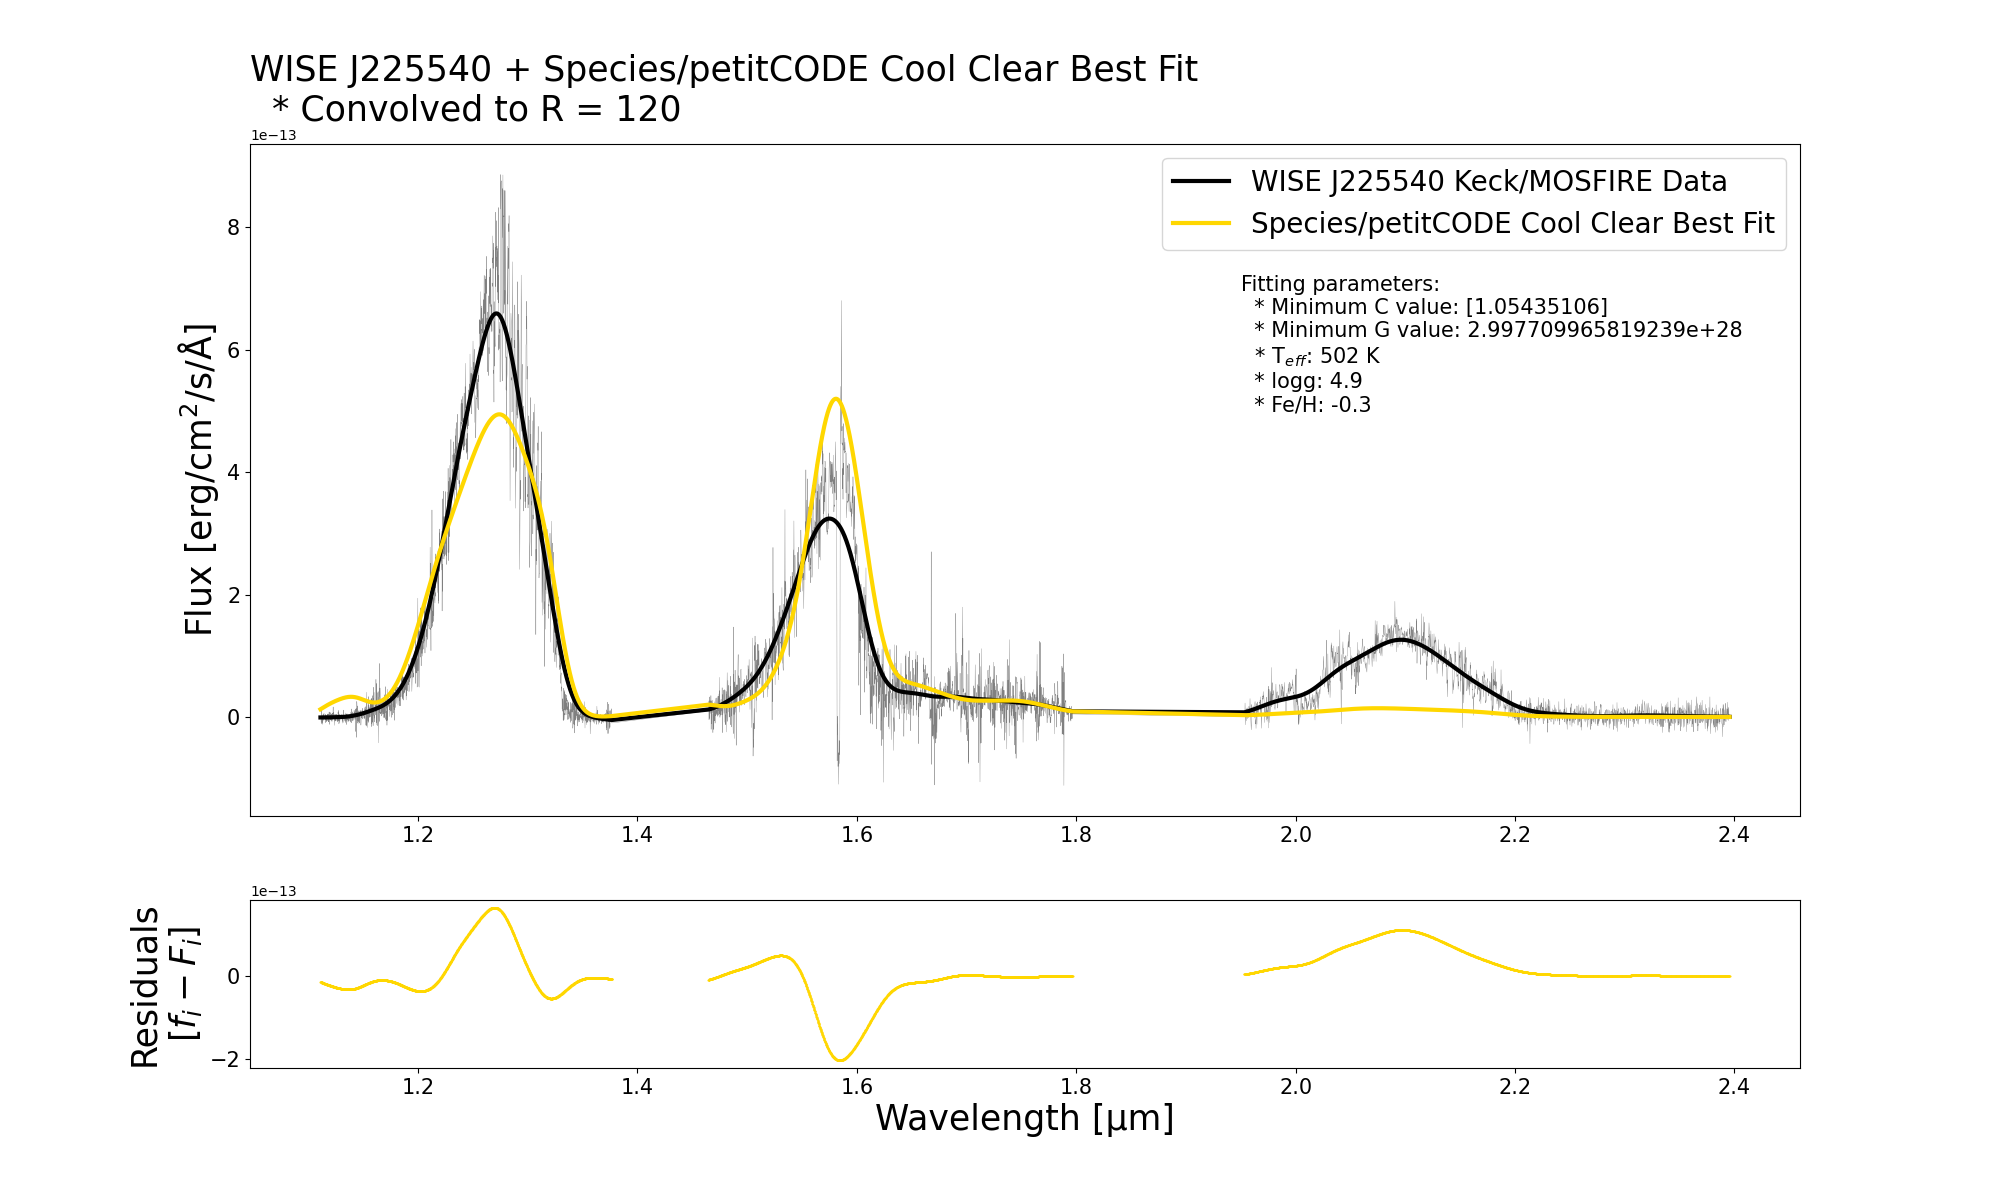 WISE J225540 + Species/petitCODE Cool Clear Best Fit
* Convolved to R = 120
1e−13
WISE J225540 Keck/MOSFIRE Data
Species/petitCODE Cool Clear Best Fit
Fitting parameters:
* Minimum C value: [1.05435106]
* Minimum G value: 2.997709965819239e+28
* T_eff: 502 K
* logg: 4.9
* Fe/H: -0.3
Flux [erg/cm²/s/Å]
8
6
4
2
0
1.2 1.4 1.6 1.8 2.0 2.2 2.4
1e−13
Residuals
[f_i − F_i]
0
−2
1.2 1.4 1.6 1.8 2.0 2.2 2.4
Wavelength [μm]